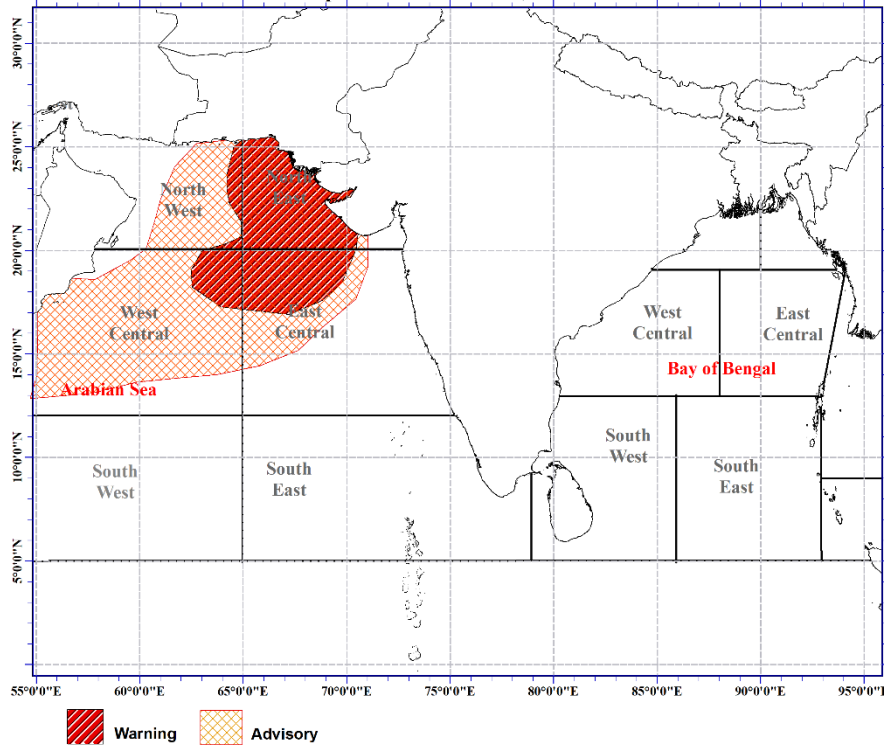 30°0'0"N
25°0'0"N
North
West
North
East
20°0'0"N
West
Central
East
Central
West
Central
East
Central
15°0'0"N
Bay of Bengal
Arabian Sea
10°0'0"N
South
West
South
East
South
West
South
East
5°0'0"N
55°0'0"E 60°0'0"E 65°0'0"E 70°0'0"E 75°0'0"E 80°0'0"E 85°0'0"E 90°0'0"E 95°0'0"E
Warning Advisory